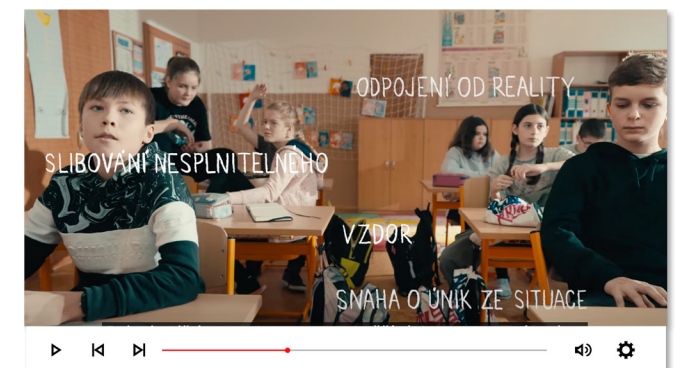 ODPOJENÍ OD REALITY
SLIBOVÁNÍ NESPLNITELNÉHO
VZDOR
SNAHA O ÚNIK ZE SITUACE